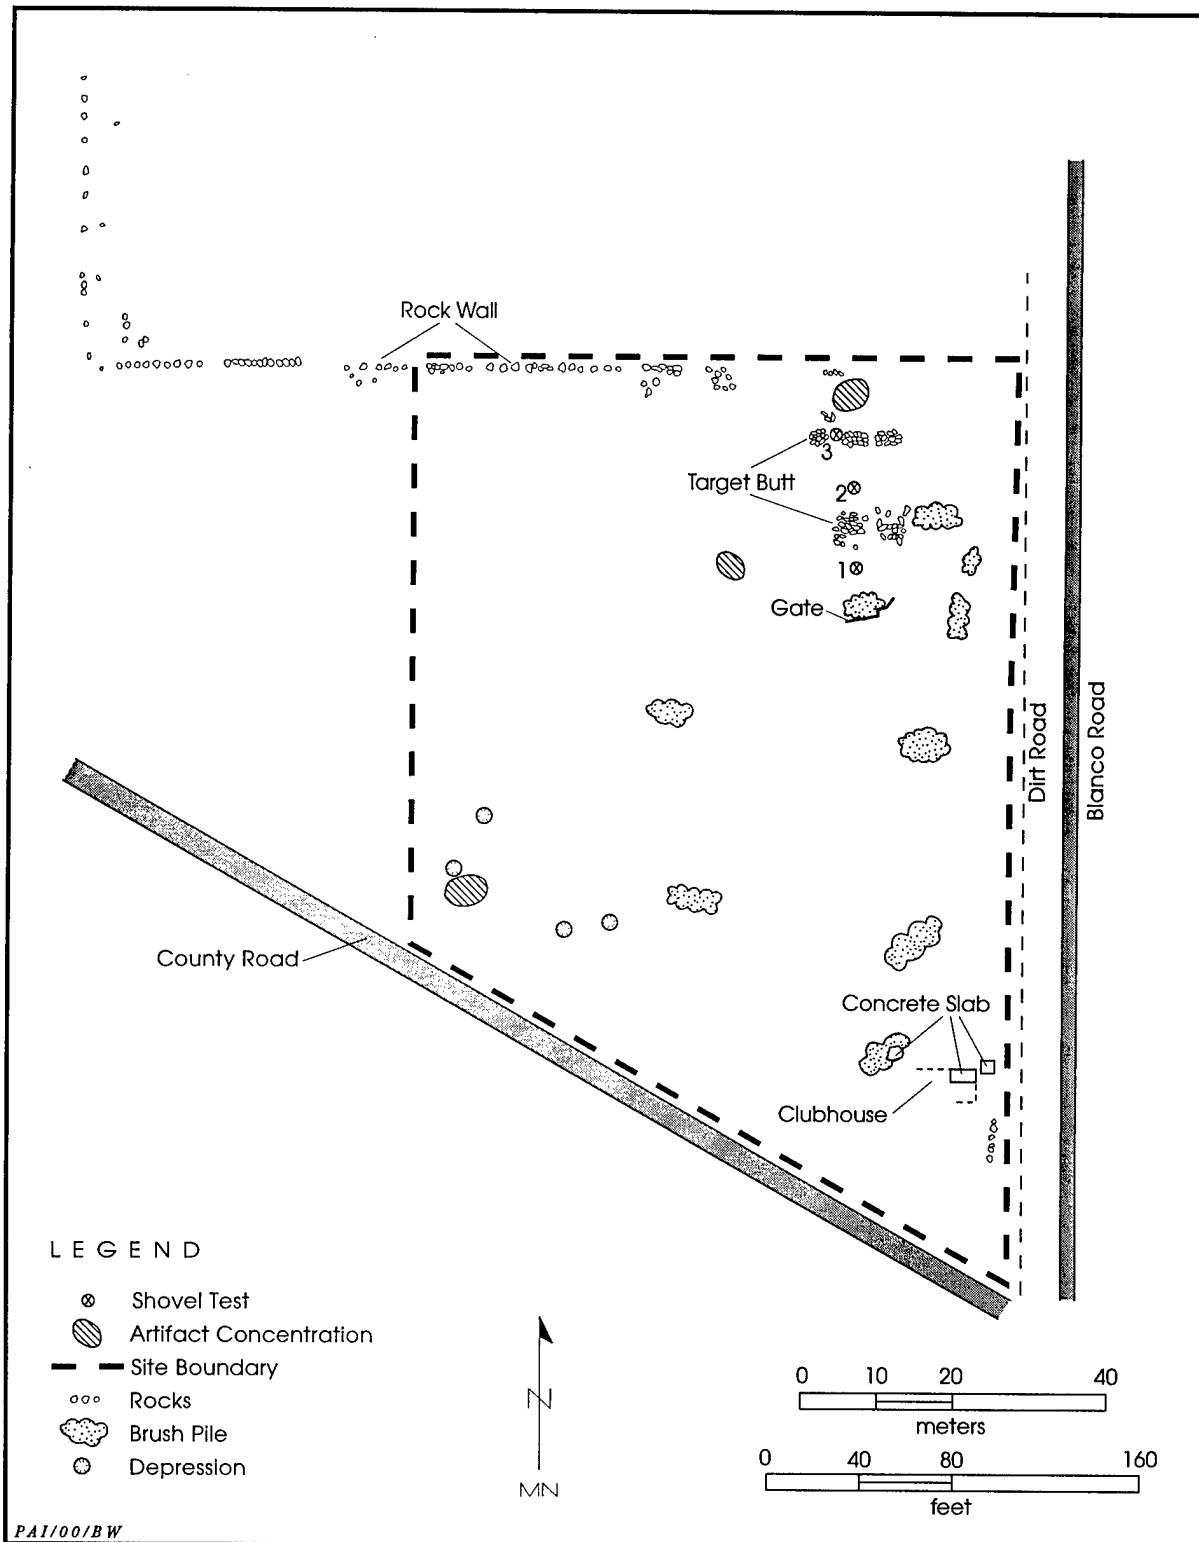 Rock Wall
3
Target Butt
2
1
Gate
Dirt Road
Blanco Road
County Road
Concrete Slab
Clubhouse
LEGEND
Shovel Test
Artifact Concentration
Site Boundary
Rocks
Brush Pile
Depression
N
MN
0 10 20 40
meters
0 40 80 160
feet
PAI/00/BW